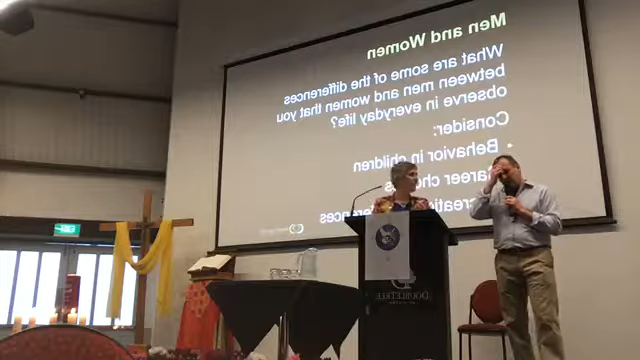 Men and Women
What are some of the differences
between men and women that you
observe in everyday life?
Consider:
• Behavior in children
DOUBLETREE